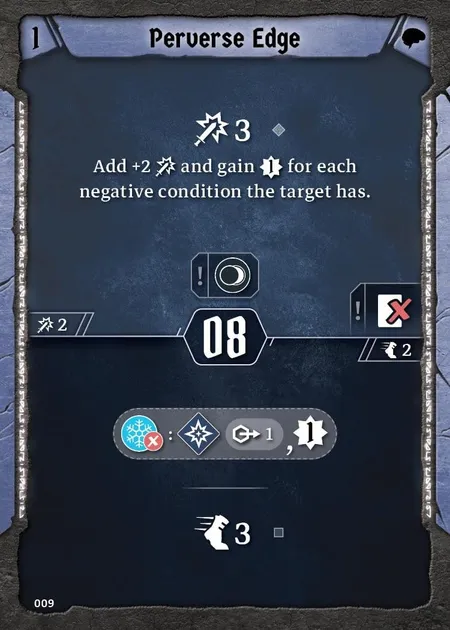 1
Perverse Edge
3
Add +2 and gain 1 for each
negative condition the target has.
!
!
2
08
2
: 1 , 1
3
009